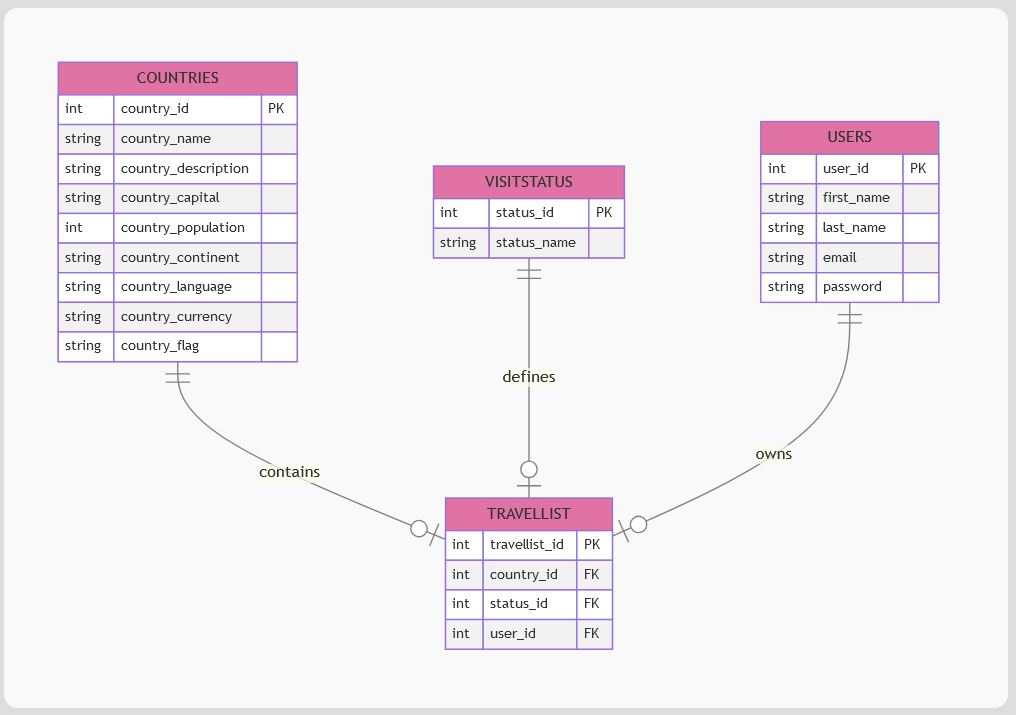 COUNTRIES
int country_id PK
string country_name
string country_description
string country_capital
int country_population
string country_continent
string country_language
string country_currency
string country_flag
VISITSTATUS
int status_id PK
string status_name
USERS
int user_id PK
string first_name
string last_name
string email
string password
contains
defines
owns
TRAVELLIST
int travellist_id PK
int country_id FK
int status_id FK
int user_id FK